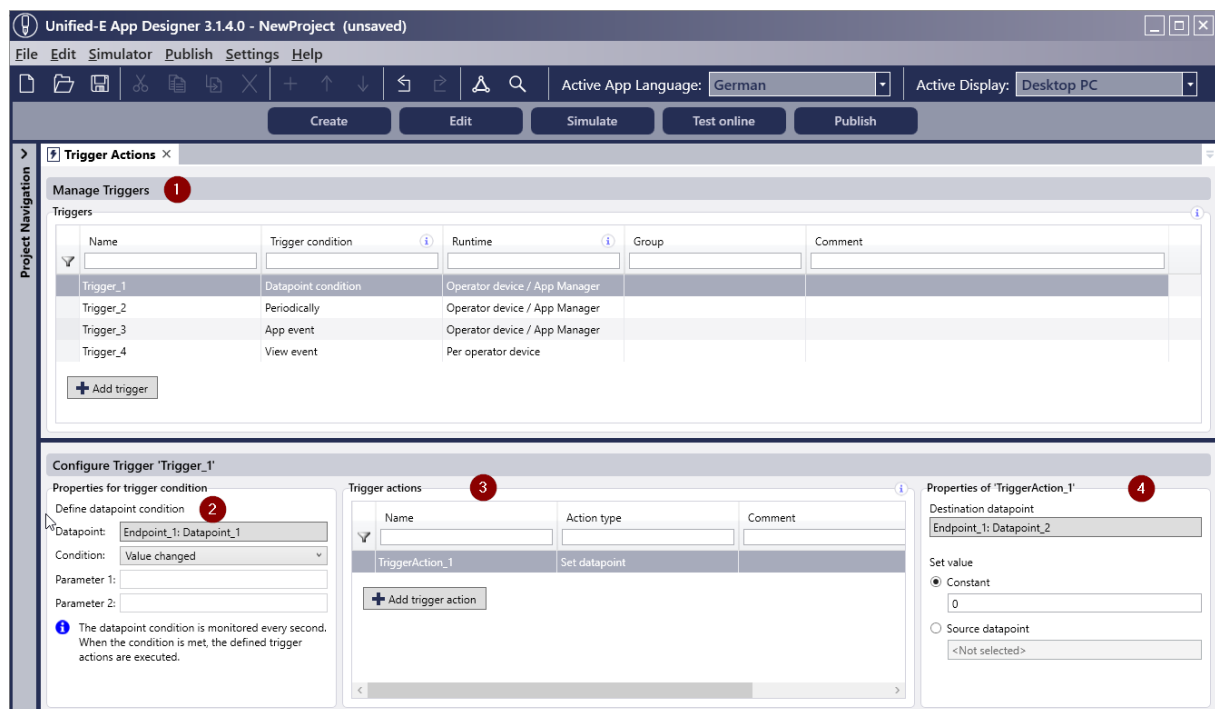 Unified-E App Designer 3.1.4.0 - NewProject (unsaved)
File Edit Simulator Publish Settings Help
Active App Language: German Active Display: Desktop PC
Create Edit Simulate Test online Publish
Project Navigation
Trigger Actions
Manage Triggers 1
Triggers
Name Trigger condition Runtime Group Comment
Trigger_1 Datapoint condition Operator device / App Manager
Trigger_2 Periodically Operator device / App Manager
Trigger_3 App event Operator device / App Manager
Trigger_4 View event Per operator device
Add trigger
Configure Trigger 'Trigger_1'
Properties for trigger condition
Define datapoint condition 2
Datapoint: Endpoint_1: Datapoint_1
Condition: Value changed
Parameter 1:
Parameter 2:
The datapoint condition is monitored every second.
When the condition is met, the defined trigger
actions are executed.
Trigger actions 3
Name Action type Comment
TriggerAction_1 Set datapoint
Add trigger action
Properties of 'TriggerAction_1' 4
Destination datapoint
Endpoint_1: Datapoint_2
Set value
Constant
0
Source datapoint
<Not selected>